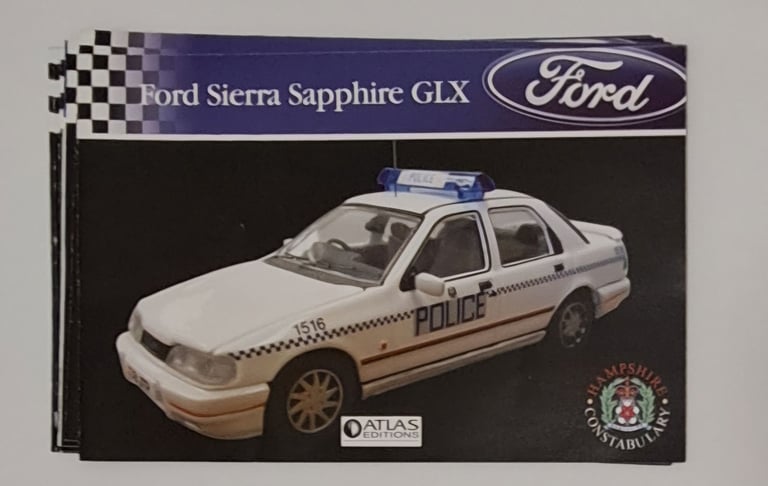 Ford Sierra Sapphire GLX
Ford
POLICE
1516
POLICE
ATLAS
EDITIONS
HAMPSHIRE
CONSTABULARY